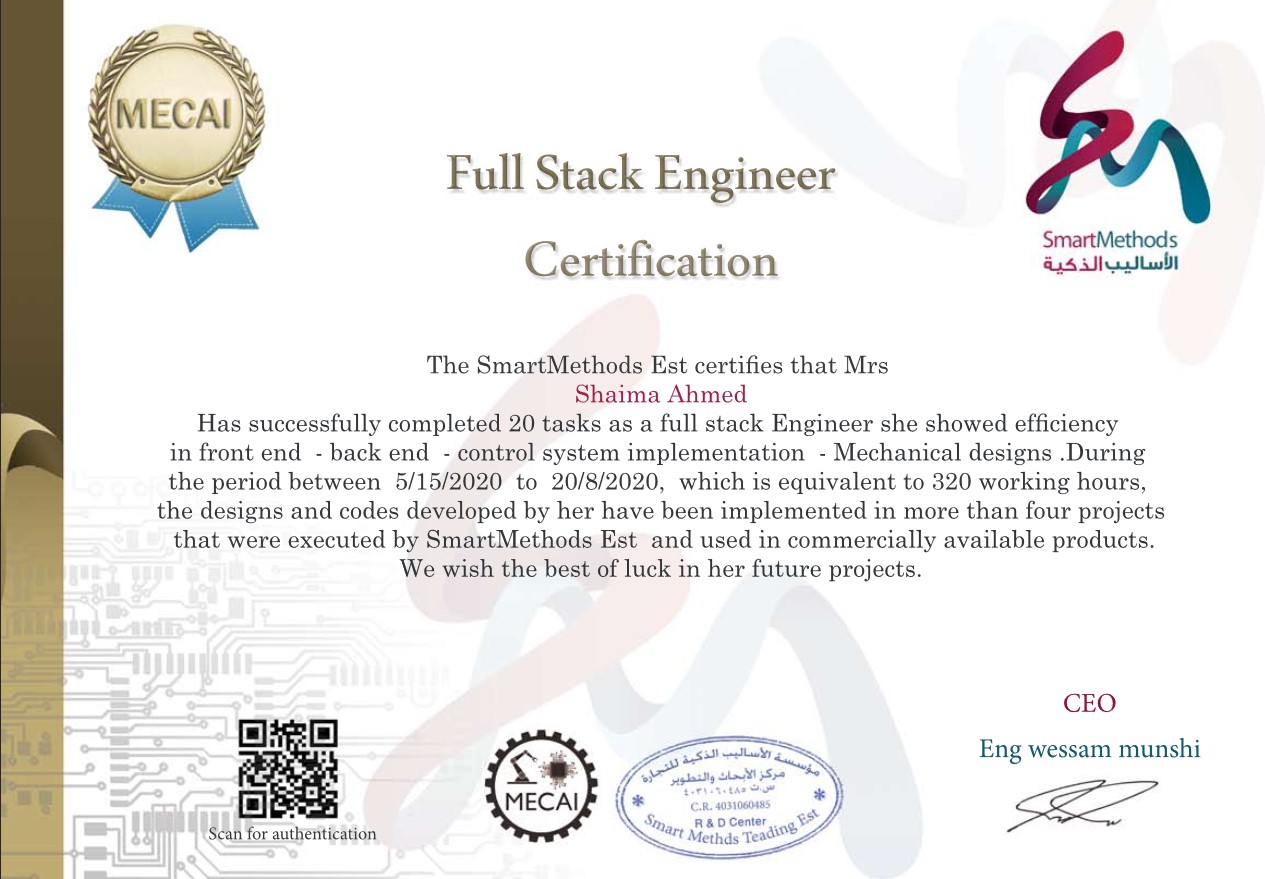 MECAI
SmartMethods
الأساليب الذكية
Full Stack Engineer
Certification
The SmartMethods Est certifies that Mrs
Shaima Ahmed
Has successfully completed 20 tasks as a full stack Engineer she showed efficiency
in front end - back end - control system implementation - Mechanical designs .During
the period between 5/15/2020 to 20/8/2020, which is equivalent to 320 working hours,
the designs and codes developed by her have been implemented in more than four projects
that were executed by SmartMethods Est and used in commercially available products.
We wish the best of luck in her future projects.
CEO
Eng wessam munshi
Scan for authentication
MECAI
مؤسسة الأساليب الذكية للتجارة
مركز الأبحاث والتطوير
س.ت ٤٠٣١٠٦٠٤٨٥
C.R. 4031060485
R & D Center
Smart Methds Teading Est